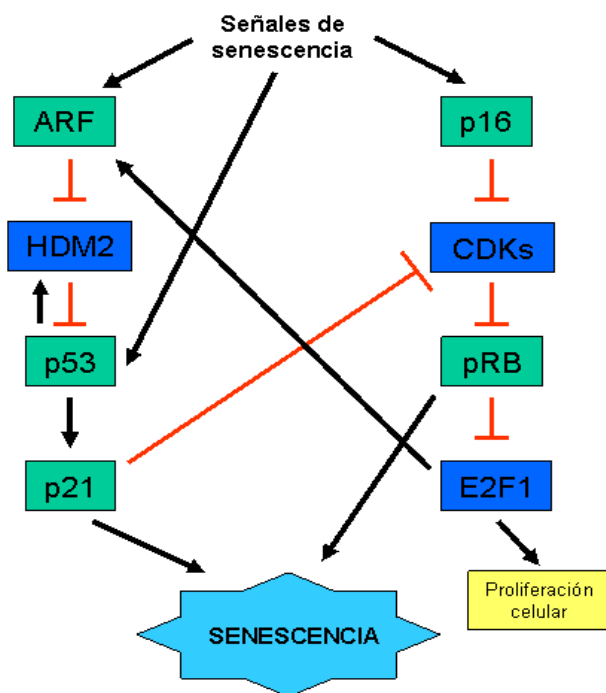 Señales de
senescencia
ARF
p16
HDM2
CDKs
p53
pRB
p21
E2F1
Proliferación
celular
SENESCENCIA